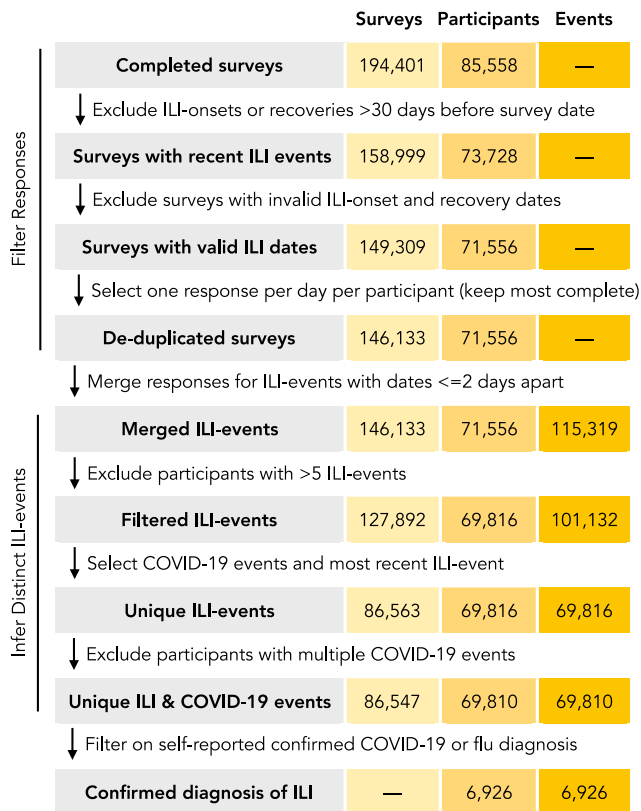 Surveys Participants Events
Completed surveys 194,401 85,558 —
Exclude ILI-onsets or recoveries >30 days before survey date
Surveys with recent ILI events 158,999 73,728 —
Exclude surveys with invalid ILI-onset and recovery dates
Surveys with valid ILI dates 149,309 71,556 —
Select one response per day per participant (keep most complete)
De-duplicated surveys 146,133 71,556 —
Filter Responses
Merge responses for ILI-events with dates <=2 days apart
Merged ILI-events 146,133 71,556 115,319
Exclude participants with >5 ILI-events
Filtered ILI-events 127,892 69,816 101,132
Select COVID-19 events and most recent ILI-event
Unique ILI-events 86,563 69,816 69,816
Exclude participants with multiple COVID-19 events
Unique ILI & COVID-19 events 86,547 69,810 69,810
Infer Distinct ILI-events
Filter on self-reported confirmed COVID-19 or flu diagnosis
Confirmed diagnosis of ILI — 6,926 6,926